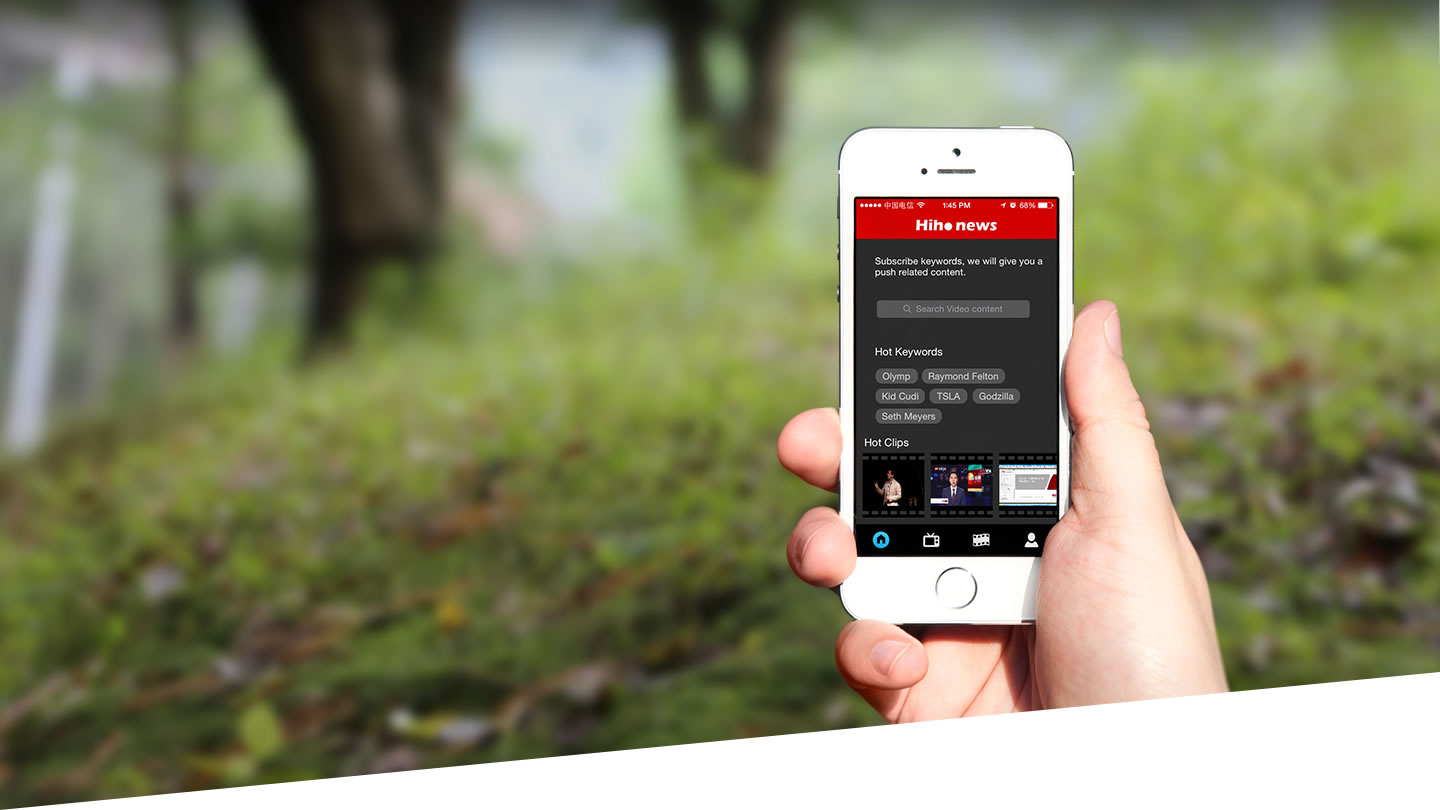 中国电信 1:45 PM 68%
Hiho news
Subscribe keywords, we will give you a
push related content.
Search Video content
Hot Keywords
Olymp Raymond Felton
Kid Cudi TSLA Godzilla
Seth Meyers
Hot Clips